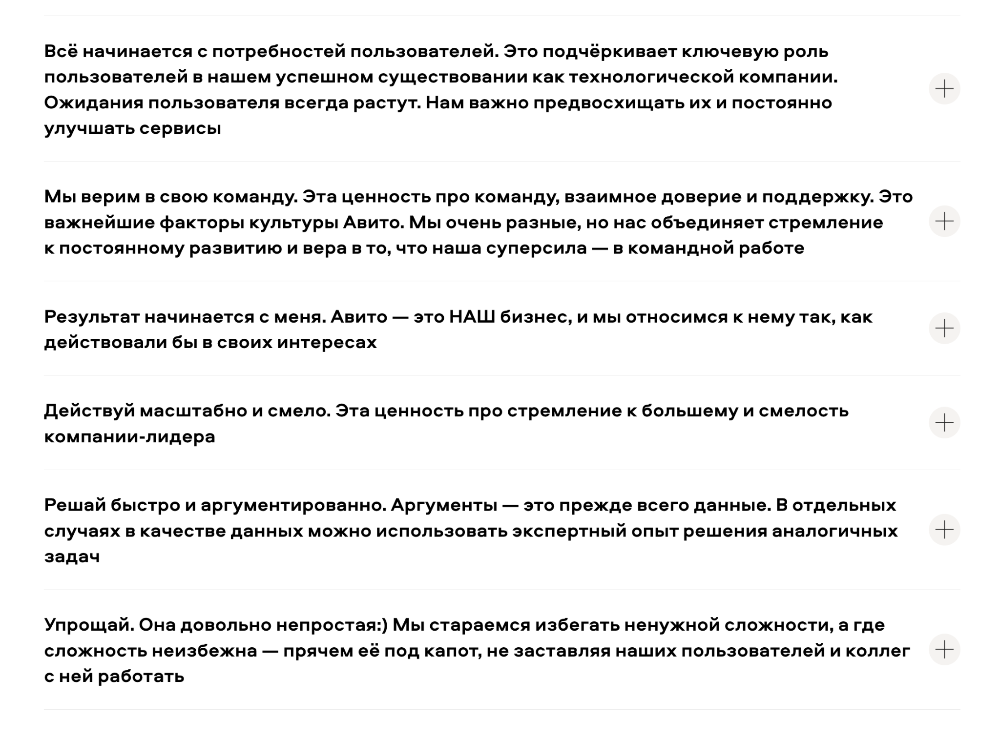 Всё начинается с потребностей пользователей. Это подчёркивает ключевую роль
пользователей в нашем успешном существовании как технологической компании.
Ожидания пользователя всегда растут. Нам важно предвосхищать их и постоянно
улучшать сервисы
Мы верим в свою команду. Эта ценность про команду, взаимное доверие и поддержку. Это
важнейшие факторы культуры Авито. Мы очень разные, но нас объединяет стремление
к постоянному развитию и вера в то, что наша суперсила — в командной работе
Результат начинается с меня. Авито — это НАШ бизнес, и мы относимся к нему так, как
действовали бы в своих интересах
Действуй масштабно и смело. Эта ценность про стремление к большему и смелость
компании-лидера
Решай быстро и аргументированно. Аргументы — это прежде всего данные. В отдельных
случаях в качестве данных можно использовать экспертный опыт решения аналогичных
задач
Упрощай. Она довольно непростая:) Мы стараемся избегать ненужной сложности, а где
сложность неизбежна — прячем её под капот, не заставляя наших пользователей и коллег
с ней работать